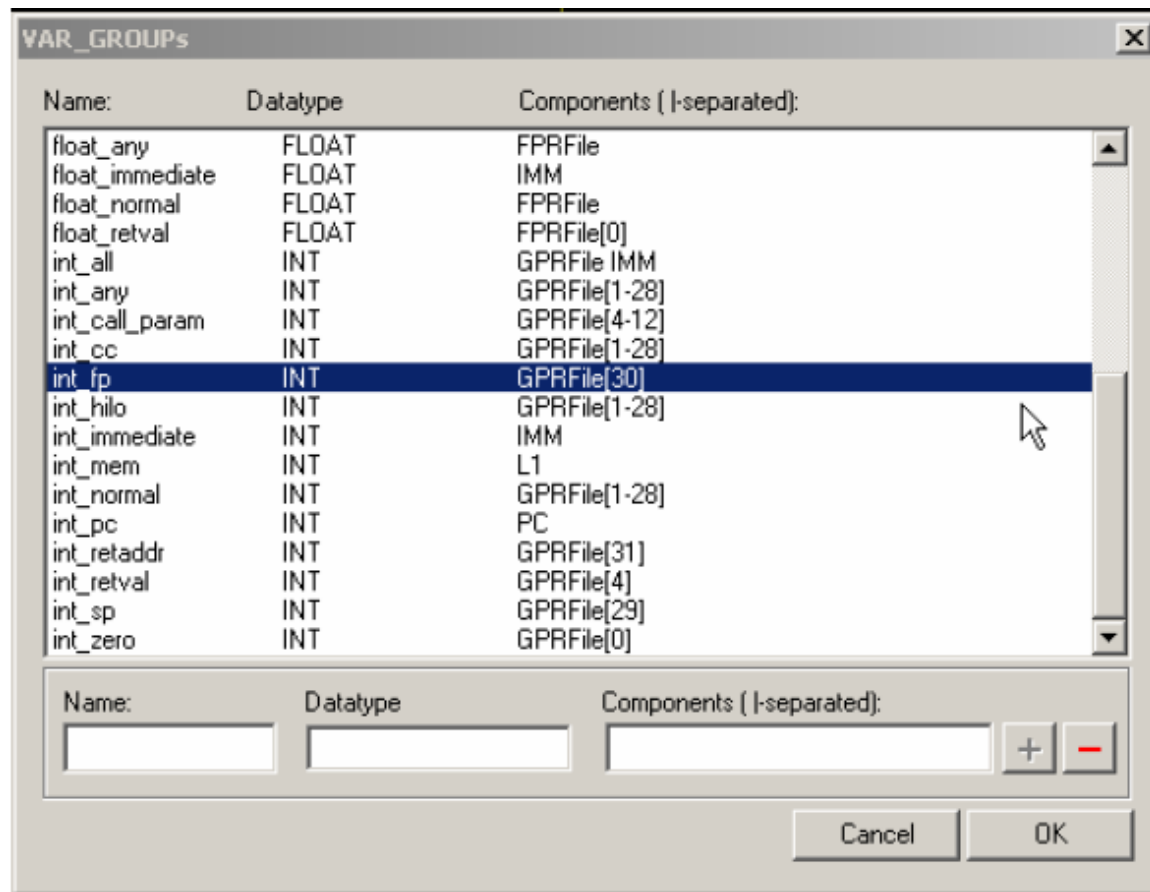 VAR_GROUPs
Name: Datatype Components ( |-separated):
float_any FLOAT FPRFile
float_immediate FLOAT IMM
float_normal FLOAT FPRFile
float_retval FLOAT FPRFile[0]
int_all INT GPRFile IMM
int_any INT GPRFile[1-28]
int_call_param INT GPRFile[4-12]
int_cc INT GPRFile[1-28]
int_fp INT GPRFile[30]
int_hilo INT GPRFile[1-28]
int_immediate INT IMM
int_mem INT L1
int_normal INT GPRFile[1-28]
int_pc INT PC
int_retaddr INT GPRFile[31]
int_retval INT GPRFile[4]
int_sp INT GPRFile[29]
int_zero INT GPRFile[0]
Name: Datatype Components ( |-separated):
Cancel OK